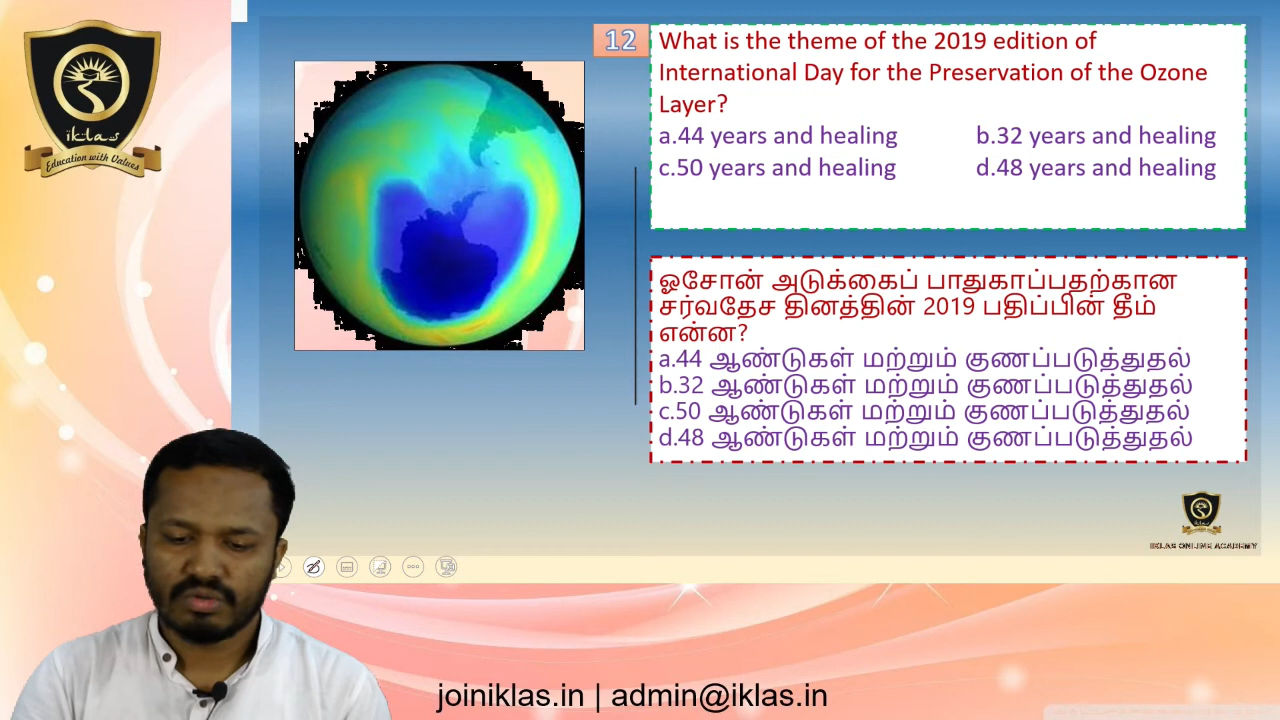 iklas
Education with Values
12
What is the theme of the 2019 edition of
International Day for the Preservation of the Ozone
Layer?
a.44 years and healing b.32 years and healing
c.50 years and healing d.48 years and healing
ஓசோன் அடுக்கைப் பாதுகாப்பதற்கான
சர்வதேச தினத்தின் 2019 பதிப்பின் தீம்
என்ன?
a.44 ஆண்டுகள் மற்றும் குணப்படுத்துதல்
b.32 ஆண்டுகள் மற்றும் குணப்படுத்துதல்
c.50 ஆண்டுகள் மற்றும் குணப்படுத்துதல்
d.48 ஆண்டுகள் மற்றும் குணப்படுத்துதல்
IKLAS ONLINE ACADEMY
joiniklas.in | admin@iklas.in